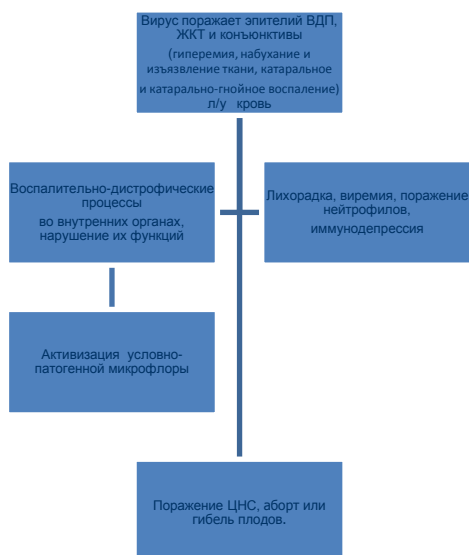 Вирус поражает эпителий ВДП,
ЖКТ и конъюнктивы
(гиперемия, набухание и
изъязвление ткани, катаральное
и катарально-гнойное воспаление)
л/у кровь
Воспалительно-дистрофические
процессы
во внутренних органах,
нарушение их функций
Лихорадка, виремия, поражение
нейтрофилов,
иммунодепрессия
Активизация условно-
патогенной микрофлоры
Поражение ЦНС, аборт или
гибель плодов.